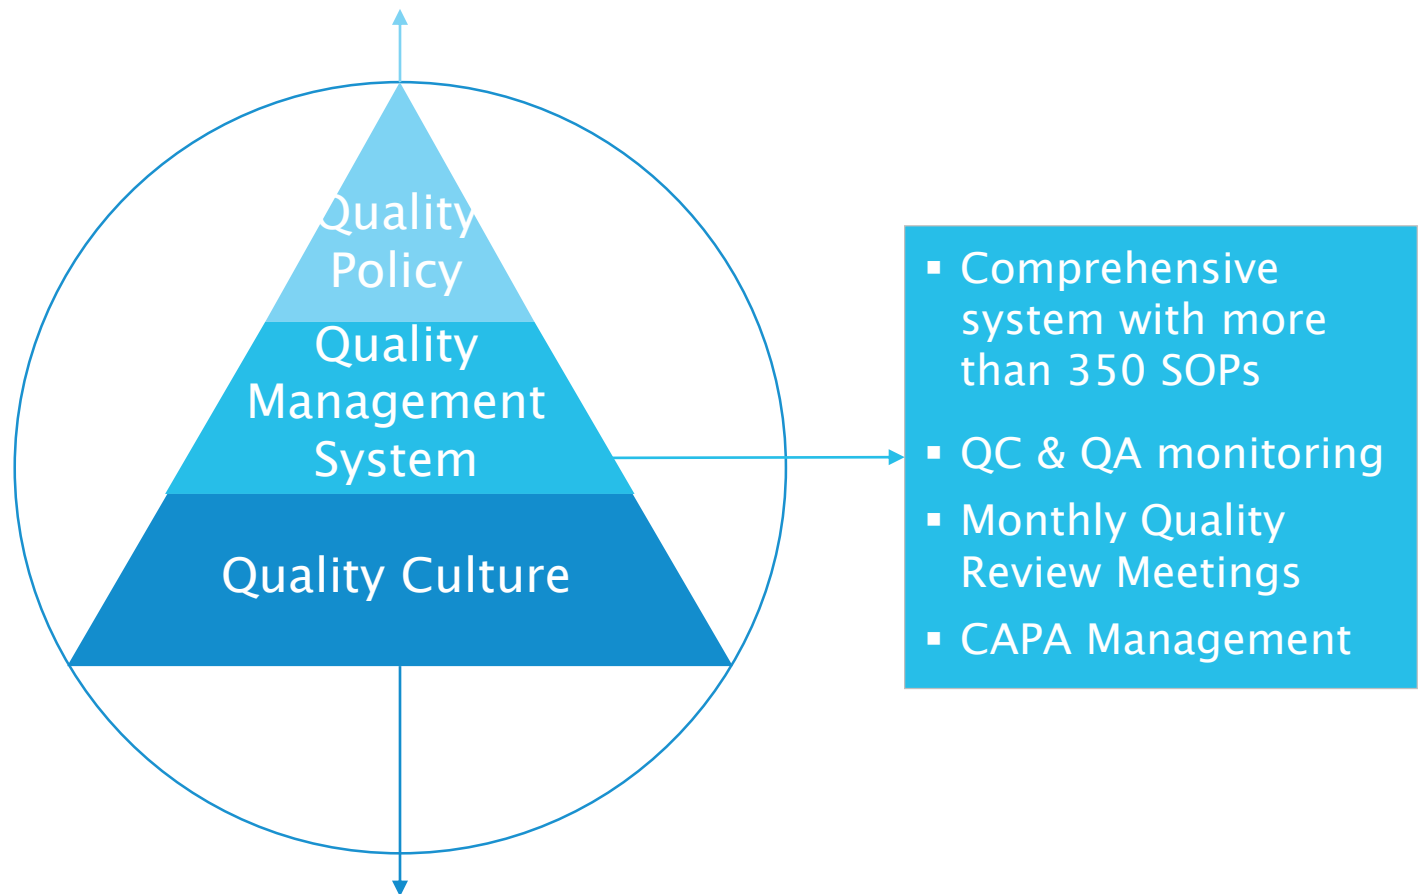 Quality
Policy
Quality
Management
System
Quality Culture
▪ Comprehensive
system with more
than 350 SOPs
▪ QC & QA monitoring
▪ Monthly Quality
Review Meetings
▪ CAPA Management